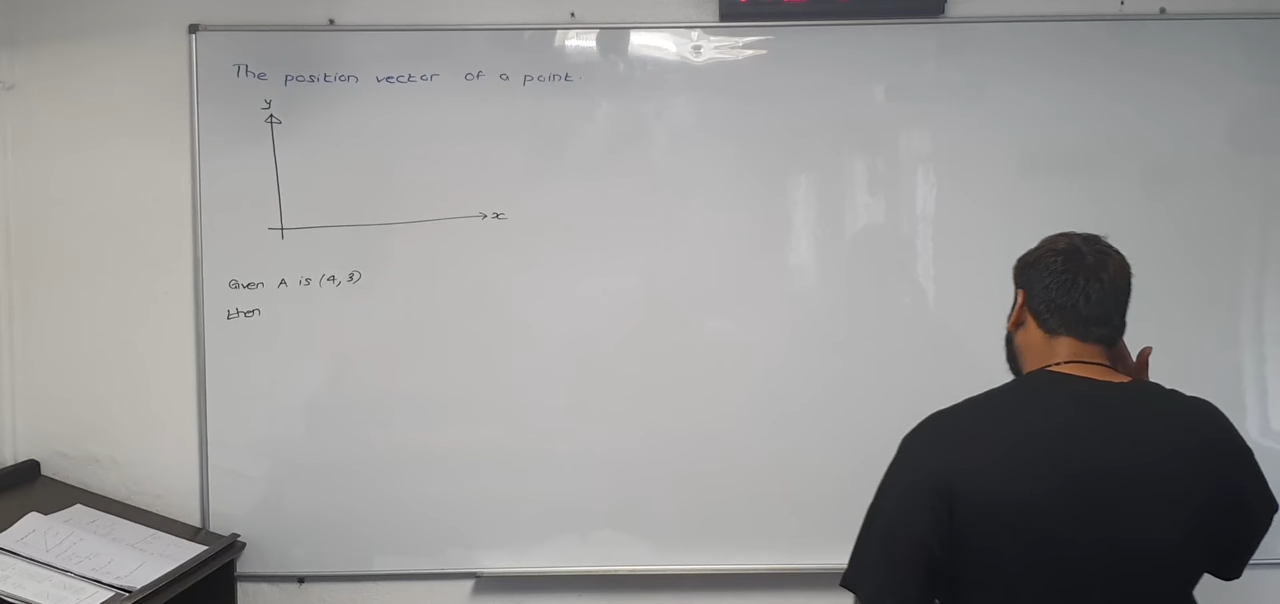 The position vector of a point.
y
x
Given A is (4, 3)
then